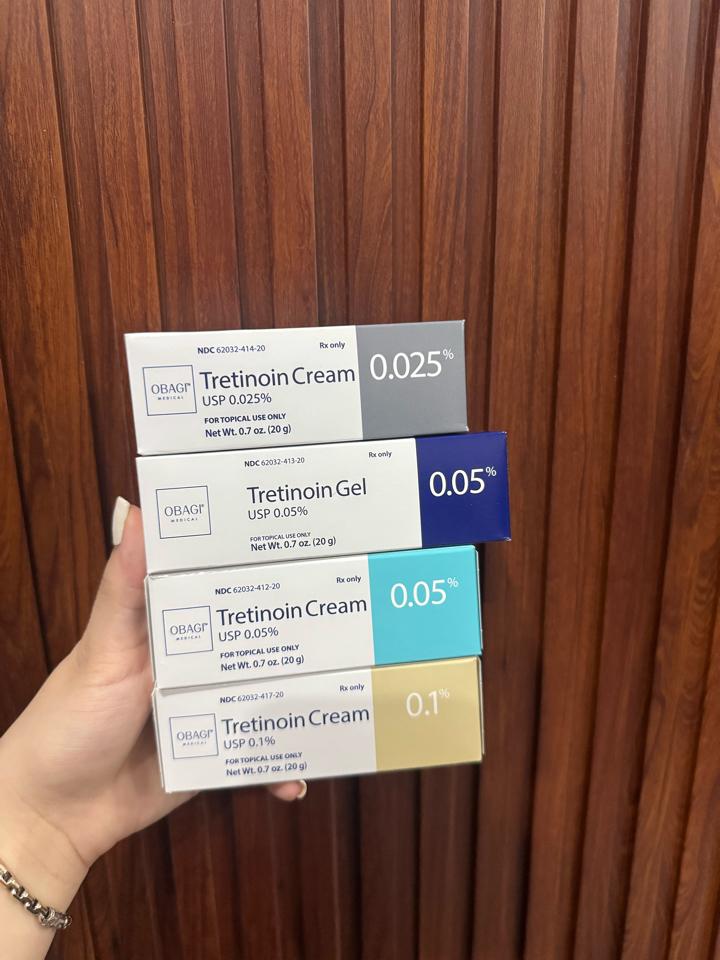 NDC 62032-414-20
Rx only
0.025%
OBAGI™
MEDICAL
Tretinoin Cream
USP 0.025%
FOR TOPICAL USE ONLY
Net Wt. 0.7 oz. (20 g)
NDC 62032-413-20
Rx only
0.05%
OBAGI®
MEDICAL
Tretinoin Gel
USP 0.05%
FOR TOPICAL USE ONLY
Net Wt. 0.7 oz. (20 g)
NDC 62032-412-20
Rx only
0.05%
OBAGI™
MEDICAL
Tretinoin Cream
USP 0.05%
FOR TOPICAL USE ONLY
Net Wt. 0.7 oz. (20 g)
NDC 62032-417-20
Rx only
0.1%
OBAGI™
MEDICAL
Tretinoin Cream
USP 0.1%
FOR TOPICAL USE ONLY
Net Wt. 0.7 oz. (20 g)